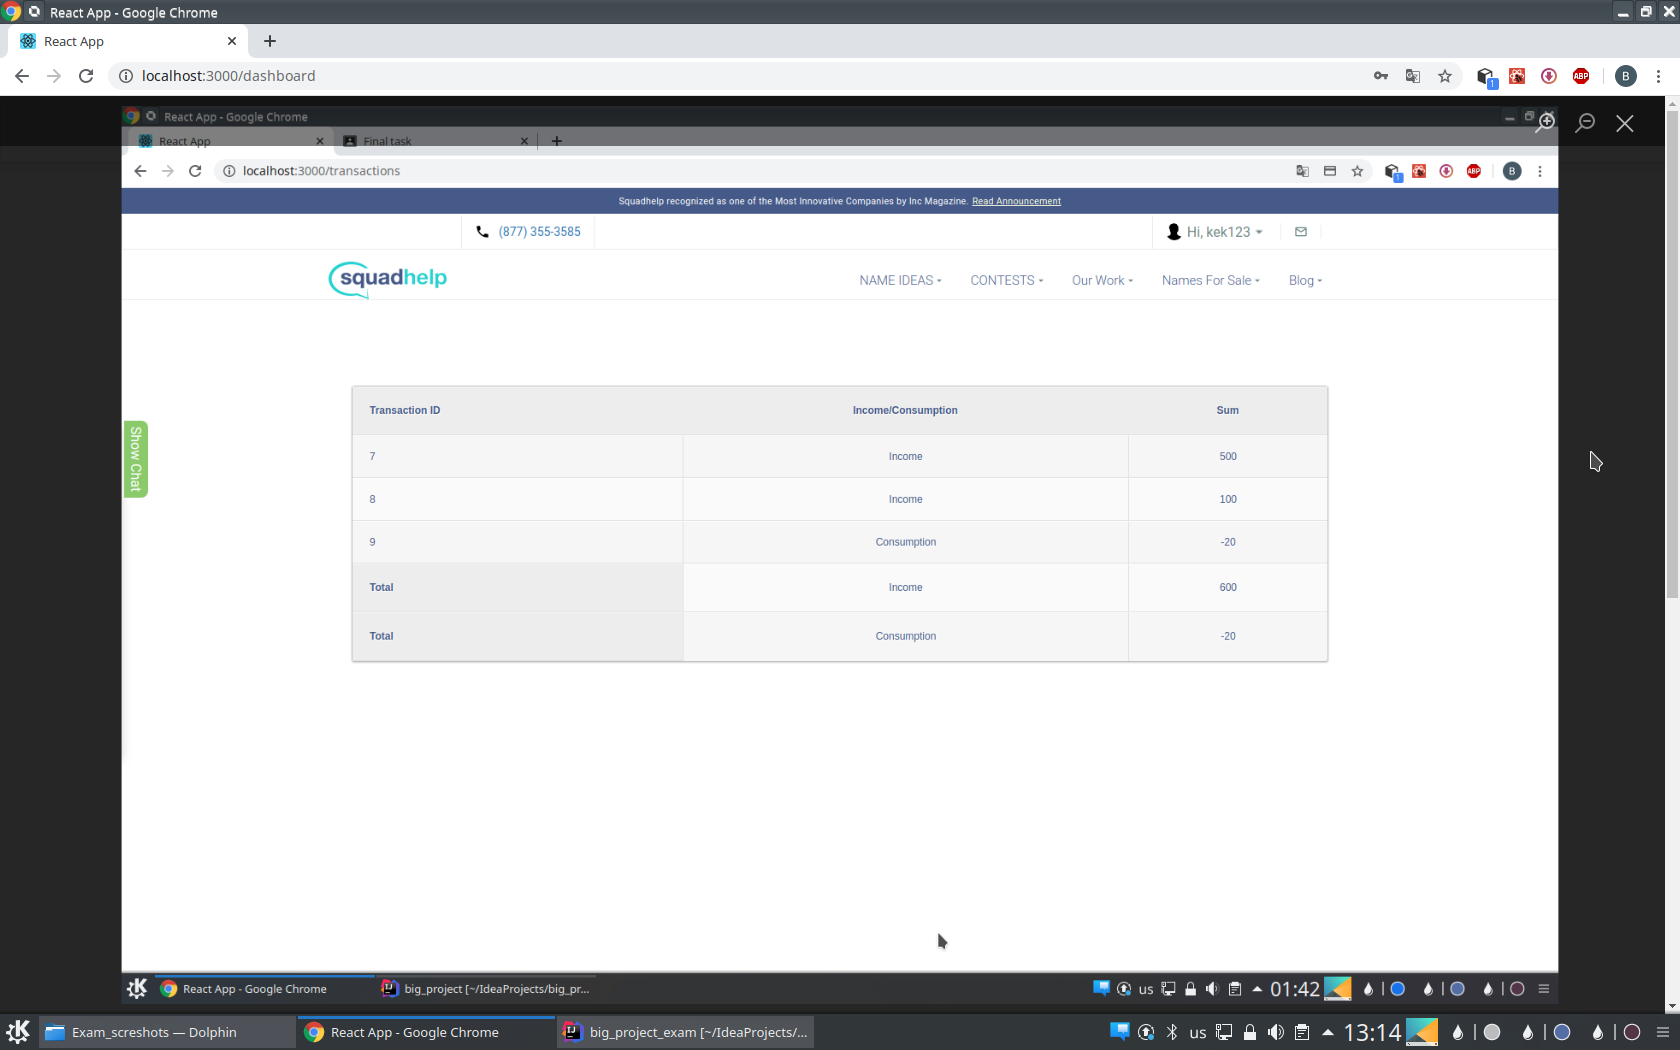 React App - Google Chrome
React App
localhost:3000/dashboard
1
ABP
B
React App - Google Chrome
React App
Final task
localhost:3000/transactions
1
ABP
B
Squadhelp recognized as one of the Most Innovative Companies by Inc Magazine. Read Announcement
(877) 355-3585
Hi, kek123
squadhelp
NAME IDEAS
CONTESTS
Our Work
Names For Sale
Blog
Transaction ID Income/Consumption Sum
7 Income 500
8 Income 100
9 Consumption -20
Total Income 600
Total Consumption -20
Show Chat
React App - Google Chrome
big_project [~/IdeaProjects/big_pr...
us
01:42
Exam_screshots — Dolphin
React App - Google Chrome
big_project_exam [~/IdeaProjects/...
us
13:14